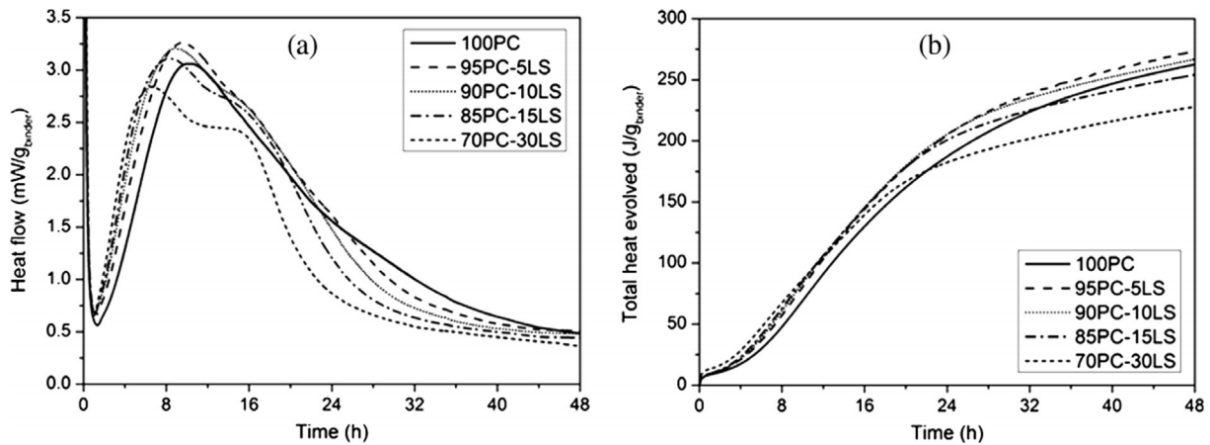 3.5
3.0
2.5
2.0
1.5
1.0
0.5
0.0
Heat flow (mW/gbinder)
(a)
100PC
95PC-5LS
90PC-10LS
85PC-15LS
70PC-30LS
0 8 16 24 32 40 48
Time (h)
300
250
200
150
100
50
0
Total heat evolved (J/gbinder)
(b)
100PC
95PC-5LS
90PC-10LS
85PC-15LS
70PC-30LS
0 8 16 24 32 40 48
Time (h)